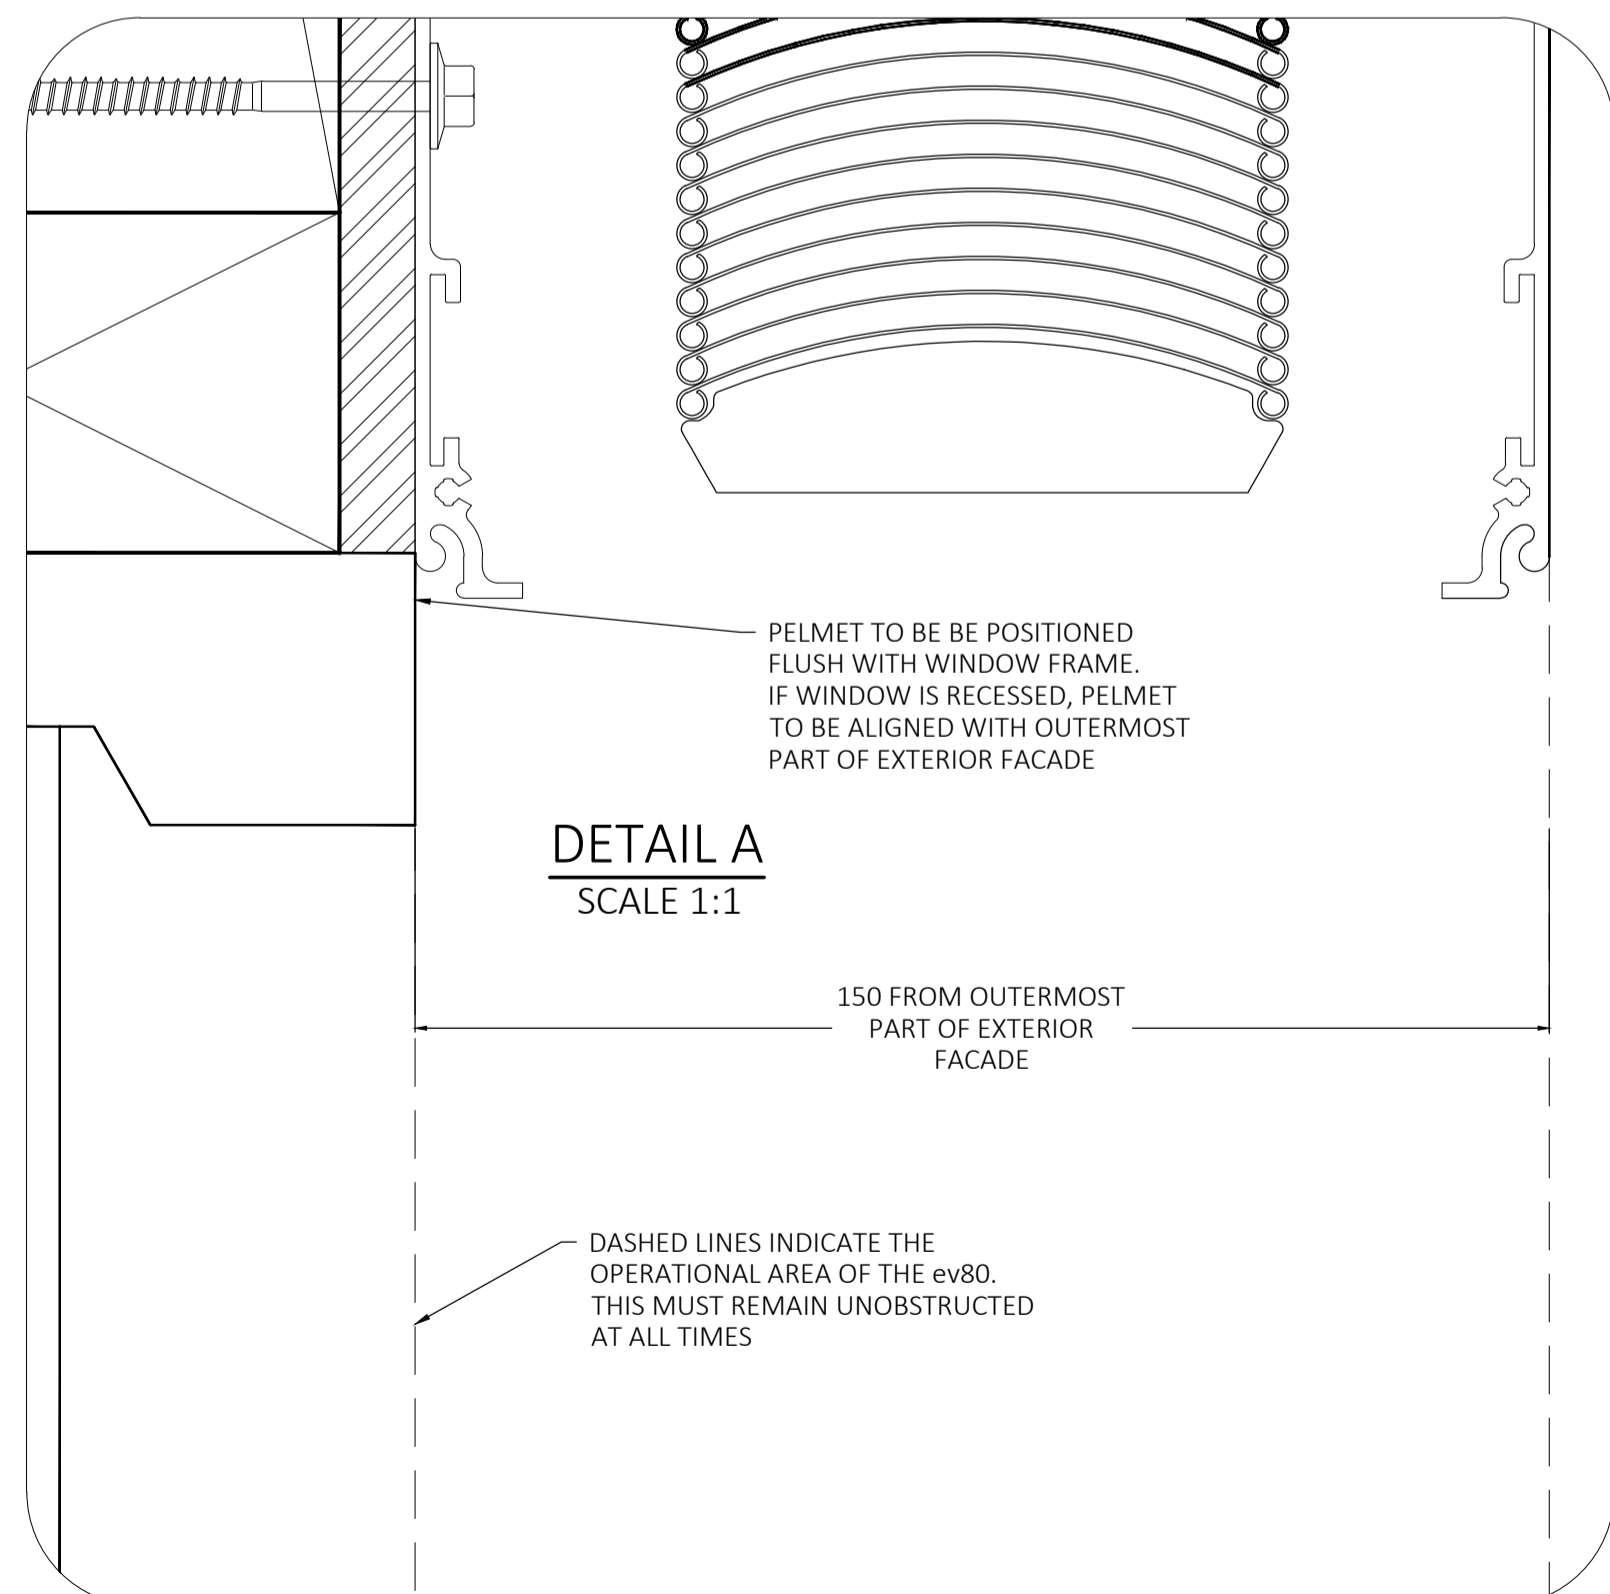 PELMET TO BE BE POSITIONED
FLUSH WITH WINDOW FRAME.
IF WINDOW IS RECESSED, PELMET
TO BE ALIGNED WITH OUTERMOST
PART OF EXTERIOR FACADE
DETAIL A
SCALE 1:1
150 FROM OUTERMOST
PART OF EXTERIOR
FACADE
DASHED LINES INDICATE THE
OPERATIONAL AREA OF THE ev80.
THIS MUST REMAIN UNOBSTRUCTED
AT ALL TIMES